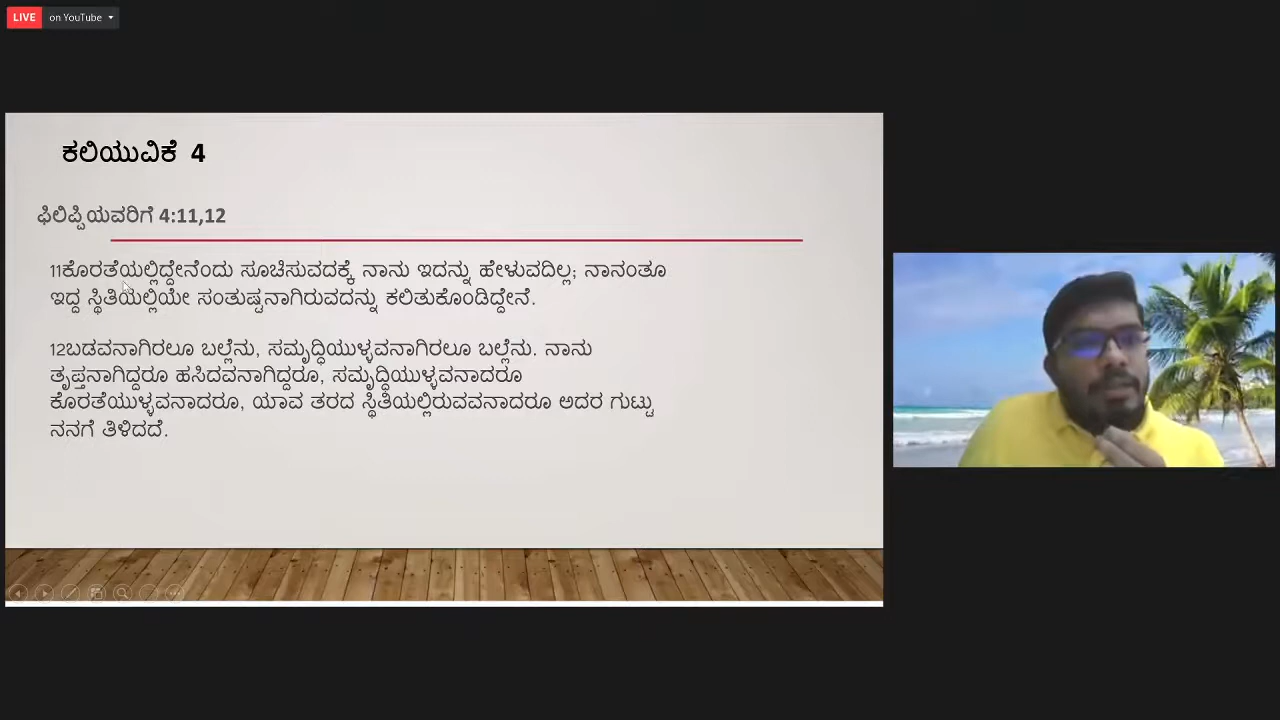 LIVE on YouTube
ಕಲಿಯುವಿಕೆ 4
ಫಿಲಿಪ್ಪಿಯವರಿಗೆ 4:11,12
11ಕೊರತೆಯಲ್ಲಿದ್ದೇನೆಂದು ಸೂಚಿಸುವದಕ್ಕೆ ನಾನು ಇದನ್ನು ಹೇಳುವದಿಲ್ಲ; ನಾನಂತೂ
ಇದ್ದ ಸ್ಥಿತಿಯಲ್ಲಿಯೇ ಸಂತುಷ್ಟನಾಗಿರುವದನ್ನು ಕಲಿತುಕೊಂಡಿದ್ದೇನೆ.
12ಬಡವನಾಗಿರಲೂ ಬಲ್ಲೆನು, ಸಮೃದ್ಧಿಯುಳ್ಳವನಾಗಿರಲೂ ಬಲ್ಲೆನು. ನಾನು
ತೃಪ್ತನಾಗಿದ್ದರೂ ಹಸಿದವನಾಗಿದ್ದರೂ, ಸಮೃದ್ಧಿಯುಳ್ಳವನಾದರೂ
ಕೊರತೆಯುಳ್ಳವನಾದರೂ, ಯಾವ ತರದ ಸ್ಥಿತಿಯಲ್ಲಿರುವವನಾದರೂ ಅದರ ಗುಟ್ಟು
ನನಗೆ ತಿಳಿದದೆ.